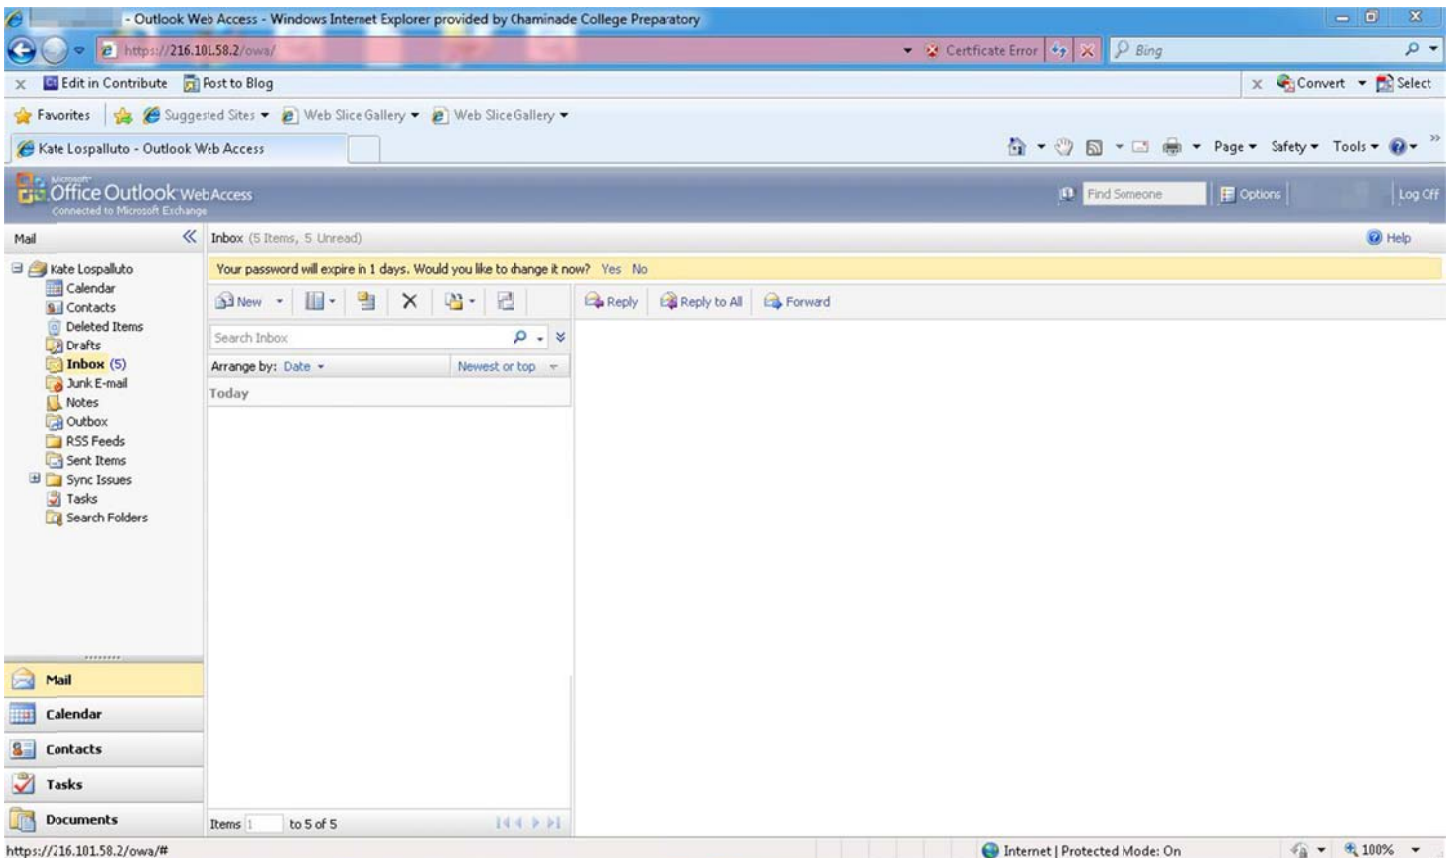 - Outlook Web Access - Windows Internet Explorer provided by Chaminade College Preparatory
https://216.101.58.2/owa/
Certficate Error
Bing
x Edit in Contribute Post to Blog
x Convert Select
Favorites Suggested Sites Web Slice Gallery Web Slice Gallery
Kate Lospalluto - Outlook Web Access
Page Safety Tools
Microsoft
Office Outlook Web Access
Connected to Microsoft Exchange
Find Someone Options Log Off
Mail
Inbox (5 Items, 5 Unread)
Help
Kate Lospalluto
Calendar
Contacts
Deleted Items
Drafts
Inbox (5)
Junk E-mail
Notes
Outbox
RSS Feeds
Sent Items
Sync Issues
Tasks
Search Folders
Your password will expire in 1 days. Would you like to change it now? Yes No
New
Reply Reply to All Forward
Search Inbox
Arrange by: Date Newest or top
Today
Mail
Calendar
Contacts
Tasks
Documents
Items 1 to 5 of 5
https://216.101.58.2/owa/#
Internet | Protected Mode: On
100%